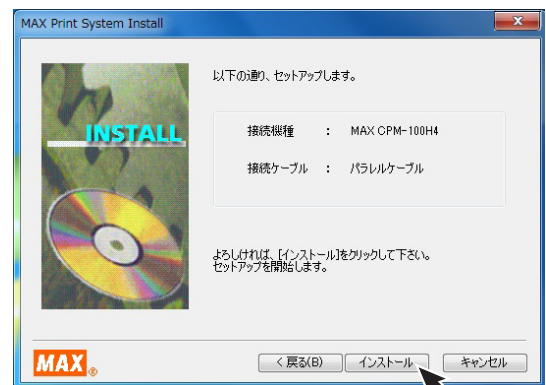 MAX Print System Install
x
INSTALL
以下の通り、セットアップします。
接続機種 : MAX CPM-100H4
接続ケーブル : パラレルケーブル
よろしければ、[インストール]をクリックして下さい。
セットアップを開始します。
MAX®
< 戻る(B) インストール キャンセル